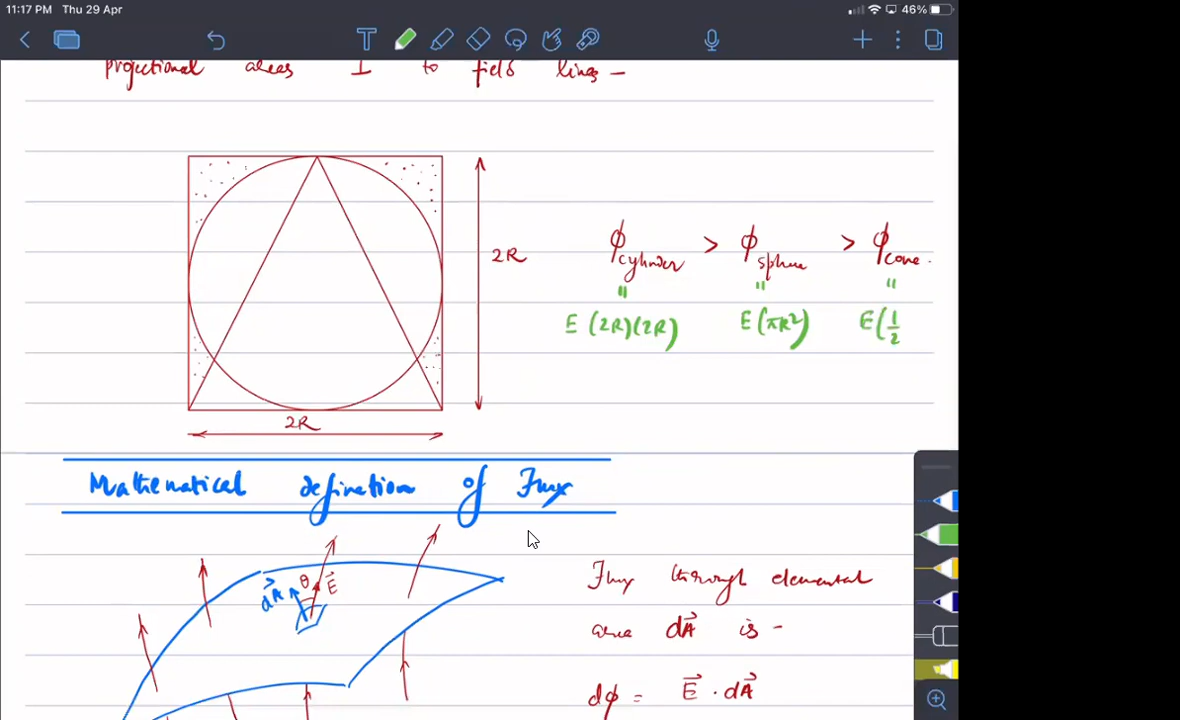 11:17 PM Thu 29 Apr
46%
projectional areas ⊥ to field lines –
2R
ϕcylinder > ϕsphere > ϕcone.
" " "
E (2R)(2R) E (πR²) E(1/2
2R
Mathematical definition of Flux
θ
dA⃗ E⃗
Flux through elemental
area dA⃗ is -
dϕ = E⃗ . dA⃗